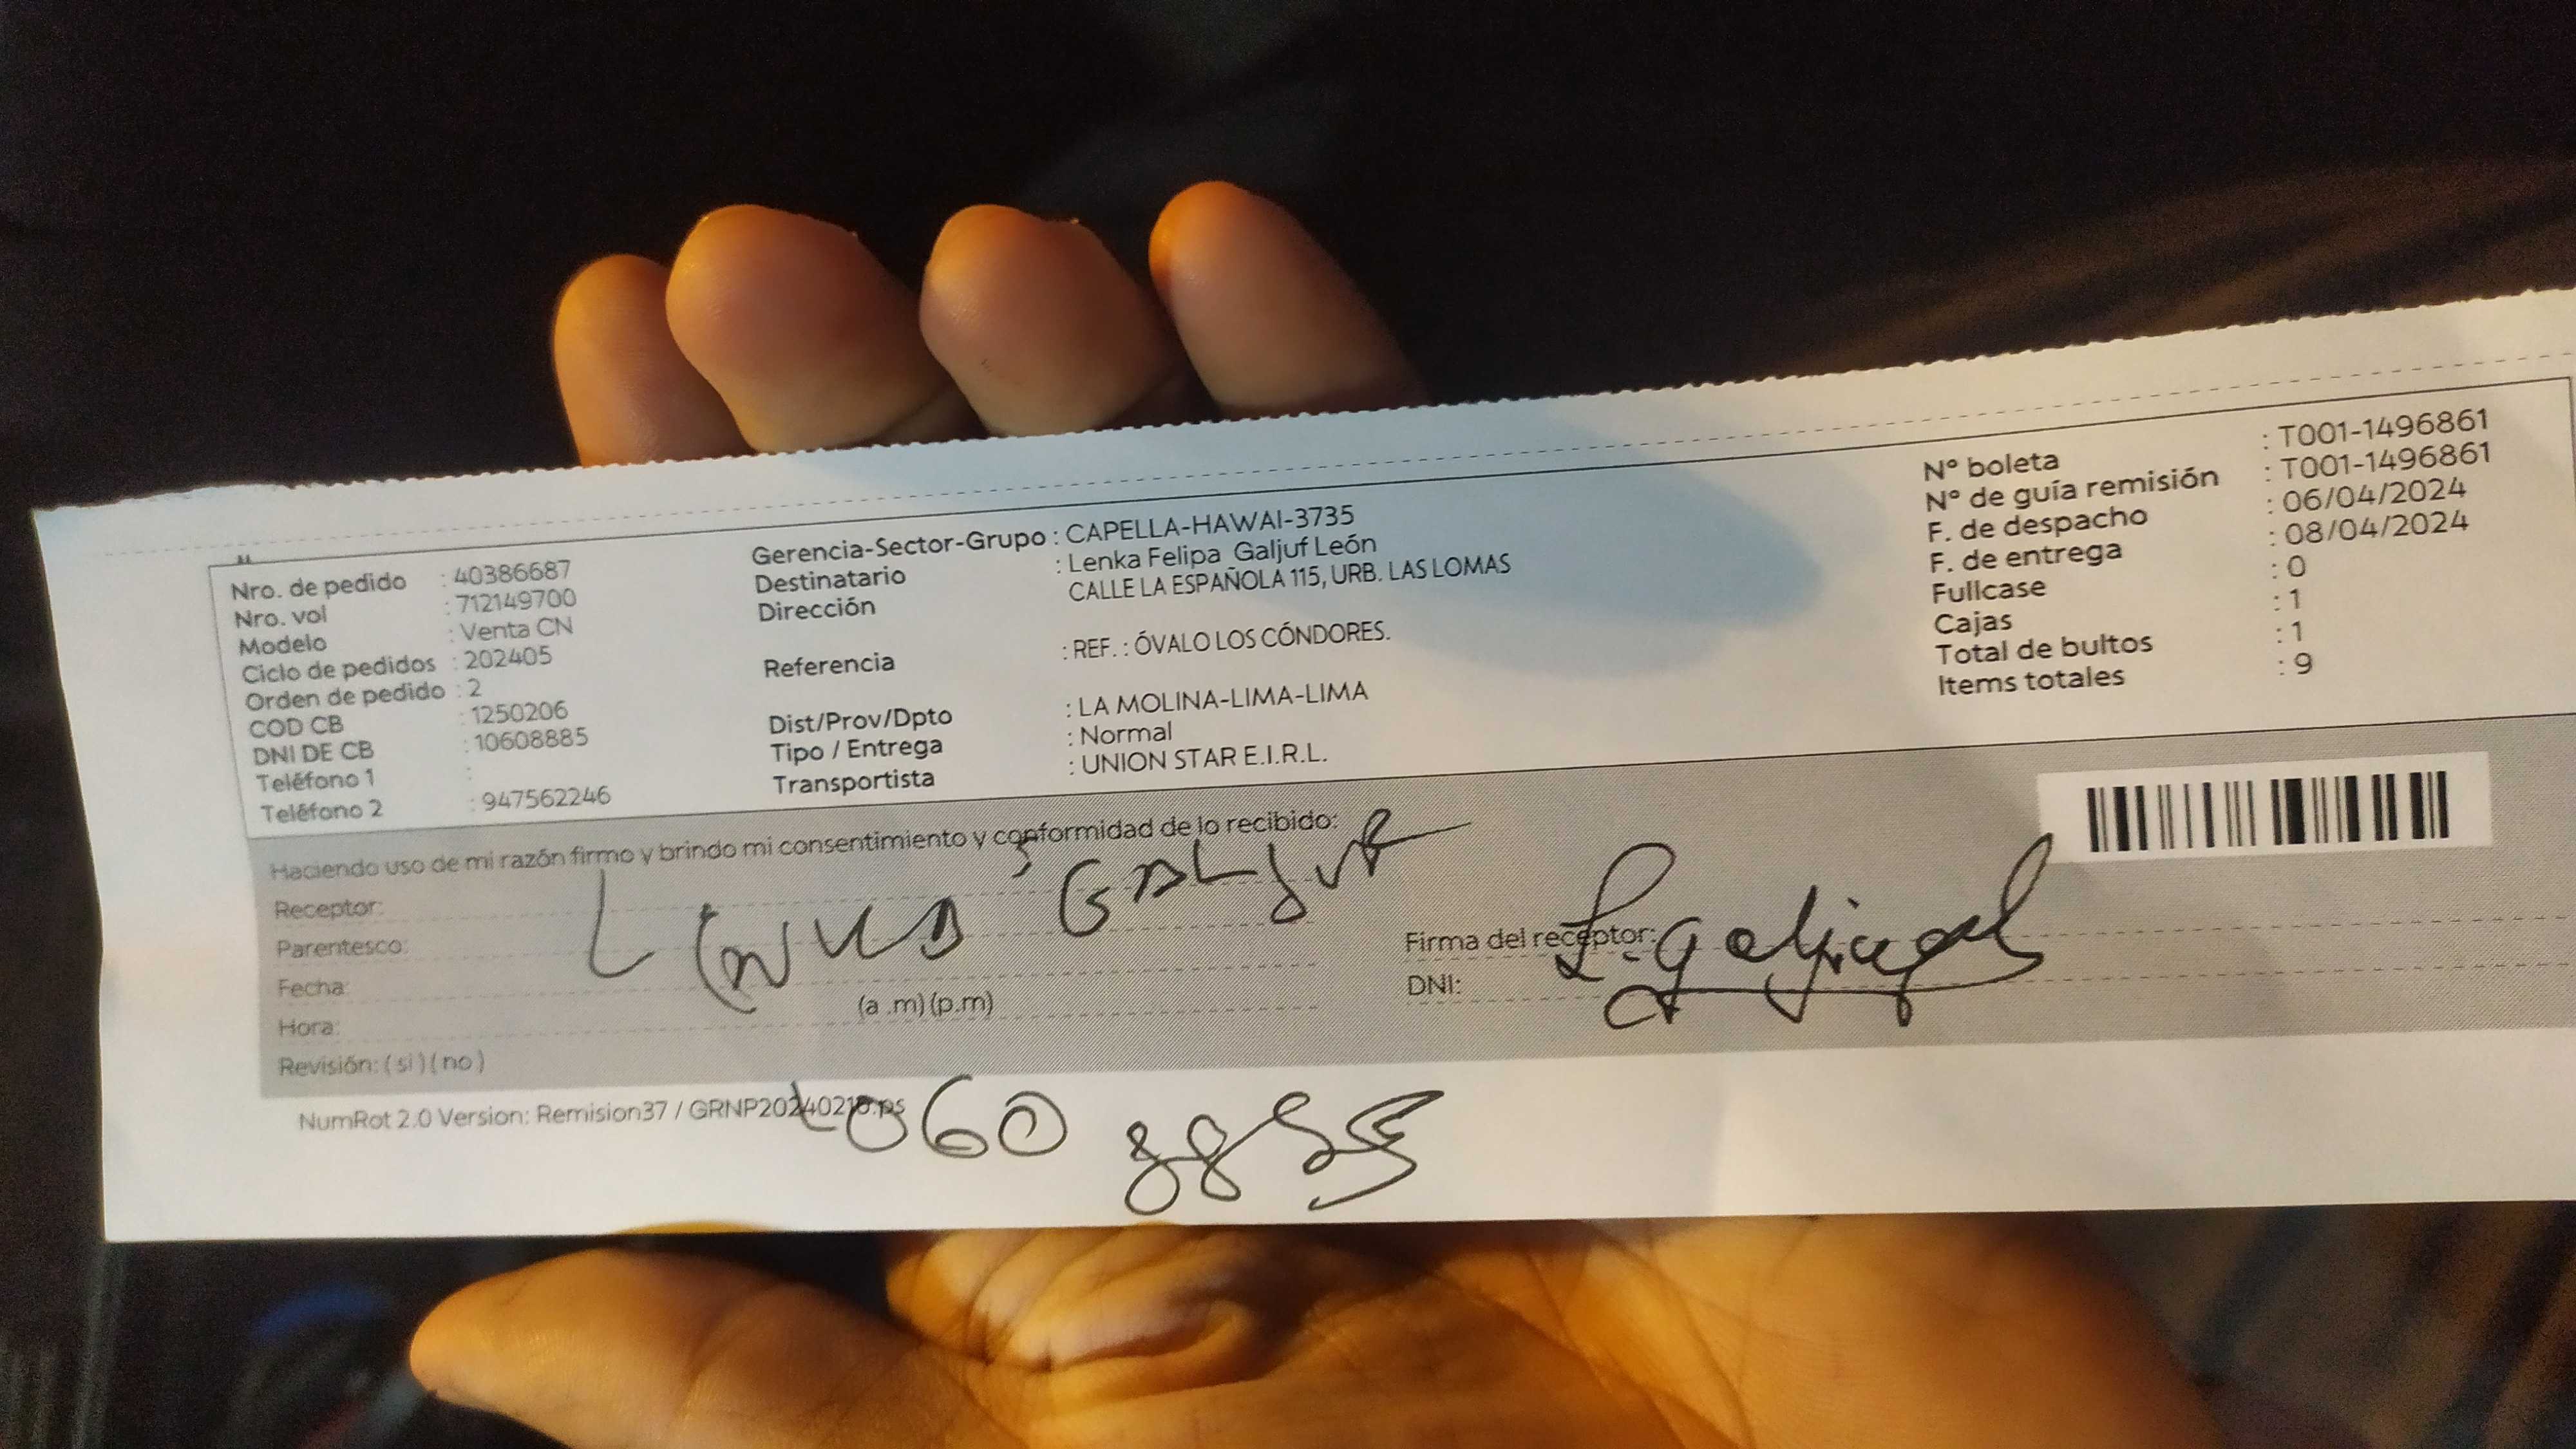 Nro. de pedido : 40386687
Nro. vol : 712149700
Modelo : Venta CN
Ciclo de pedidos : 202405
Orden de pedido : 2
COD CB : 1250206
DNI DE CB : 10608885
Teléfono 1 :
Teléfono 2 : 947562246
Gerencia-Sector-Grupo : CAPELLA-HAWAI-3735
Destinatario : Lenka Felipa Galjuf León
Dirección CALLE LA ESPAÑOLA 115, URB. LAS LOMAS
Referencia : REF. : ÓVALO LOS CÓNDORES.
Dist/Prov/Dpto : LA MOLINA-LIMA-LIMA
Tipo / Entrega : Normal
Transportista : UNION STAR E.I.R.L.
N° boleta : T001-1496861
N° de guía remisión : T001-1496861
F. de despacho : 06/04/2024
F. de entrega : 08/04/2024
Fullcase : 0
Cajas : 1
Total de bultos : 1
Items totales : 9
Haciendo uso de mi razón firmo y brindo mi consentimiento y conformidad de lo recibido:
Receptor:
Parentesco:
Fecha:
Hora: (a .m) (p.m)
Revisión: ( si ) ( no )
GALJUF
Firma del receptor:
DNI:
NumRot 2.0 Version: Remision37 /
1060 8885